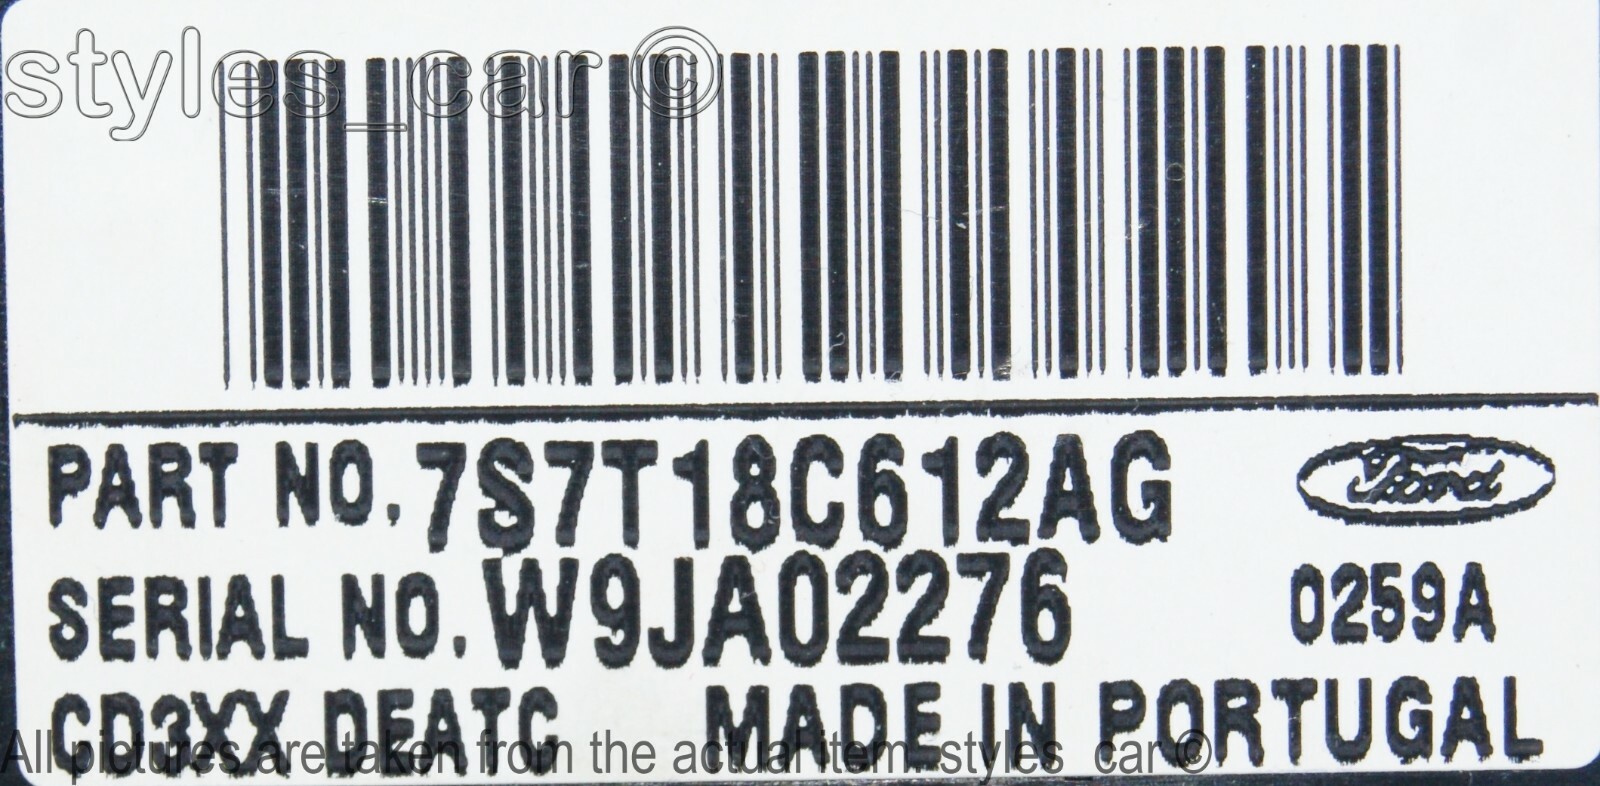 styles_car ©
PART NO. 7S7T18C612AG
Ford
SERIAL NO. W9JA02276 0259A
CD3XX DEATC MADE IN PORTUGAL
All pictures are taken from the actual item. styles_car ©